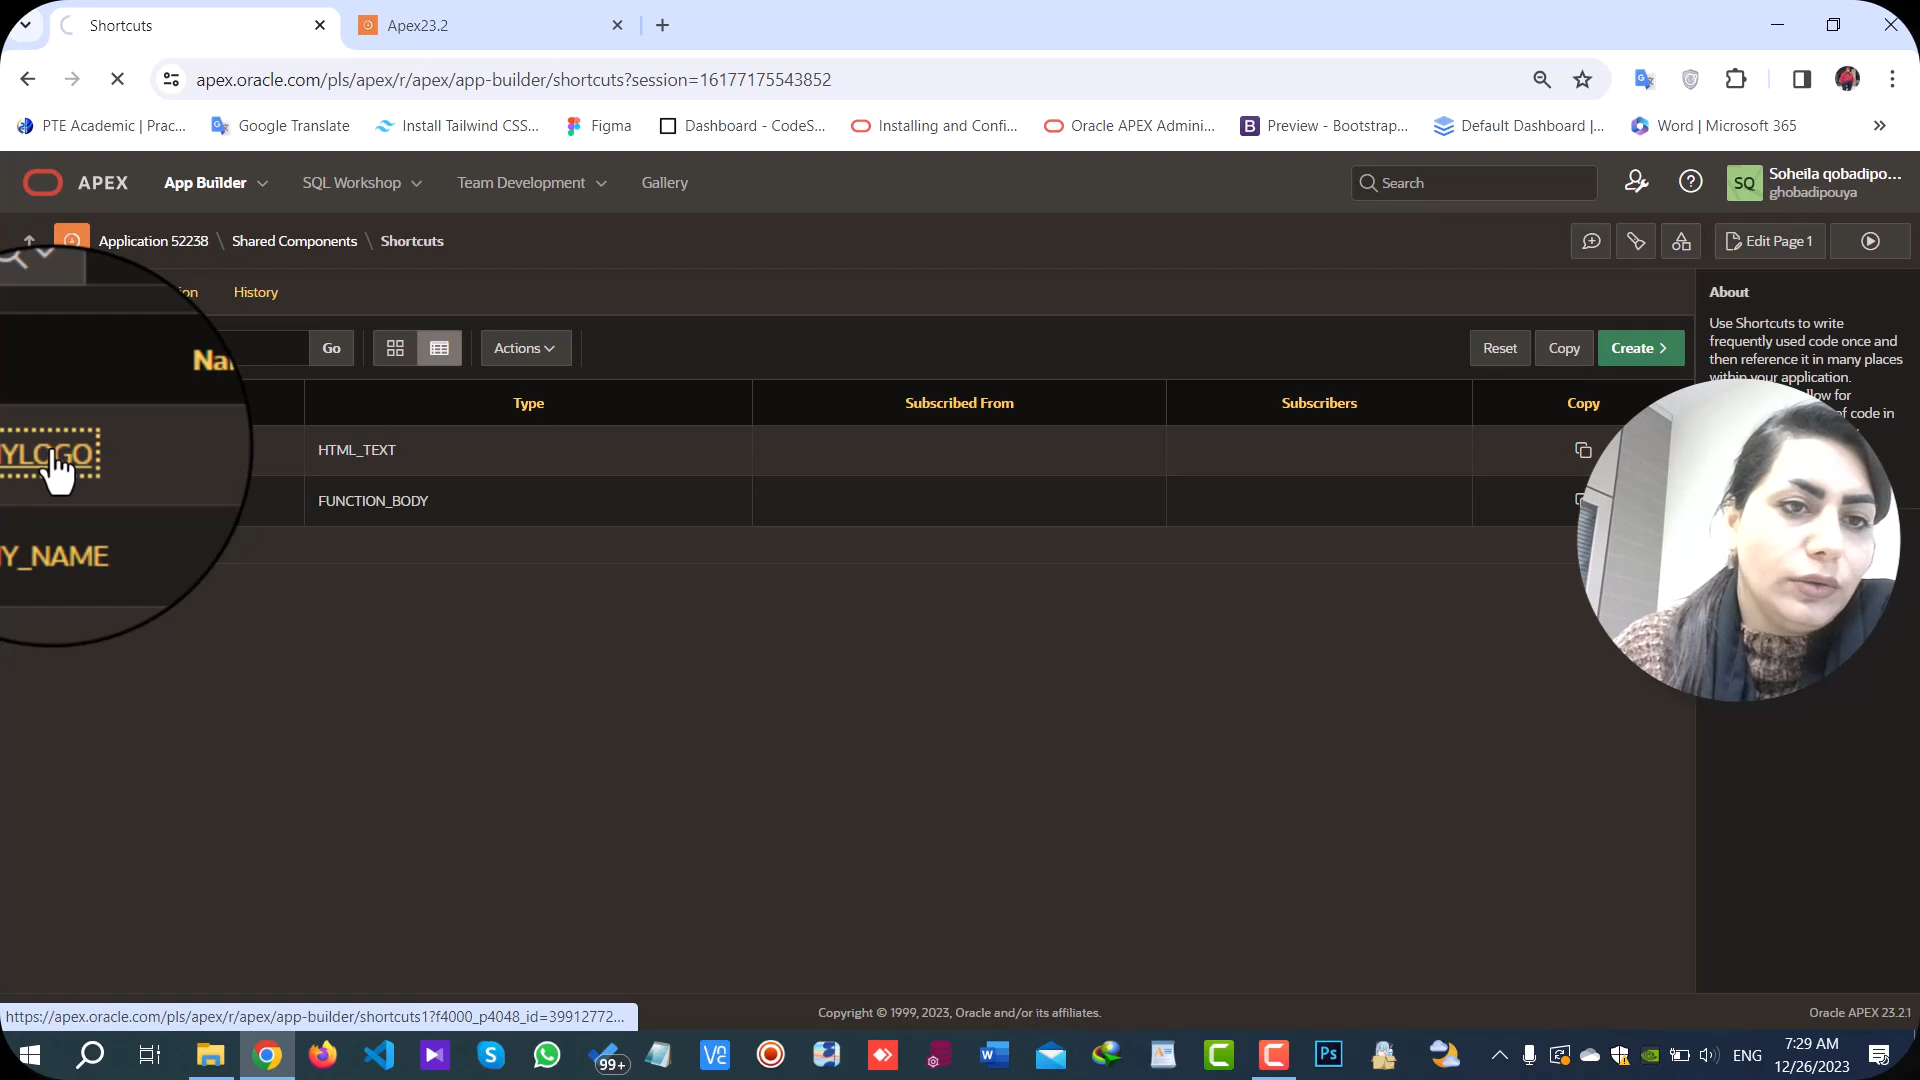 Shortcuts
Apex23.2
apex.oracle.com/pls/apex/r/apex/app-builder/shortcuts?session=16177175543852
PTE Academic | Prac...
Google Translate
Install Tailwind CSS...
Figma
Dashboard - CodeS...
Installing and Confi...
Oracle APEX Admini...
Preview - Bootstrap...
Default Dashboard |...
Word | Microsoft 365
APEX
App Builder
SQL Workshop
Team Development
Gallery
Search
SQ
Soheila qobadipo...
ghobadipouya
Application 52238 \ Shared Components \ Shortcuts
Edit Page 1
History
Go
Actions
Reset
Copy
Create
Type
Subscribed From
Subscribers
Copy
HTML_TEXT
YLOGO
FUNCTION_BODY
Y_NAME
About
Use Shortcuts to write
frequently used code once and
then reference it in many places
within your application.
low for
of code in
https://apex.oracle.com/pls/apex/r/apex/app-builder/shortcuts1?f4000_p4048_id=39912772...
Copyright © 1999, 2023, Oracle and/or its affiliates.
Oracle APEX 23.2.1
99+
ENG
7:29 AM
12/26/2023